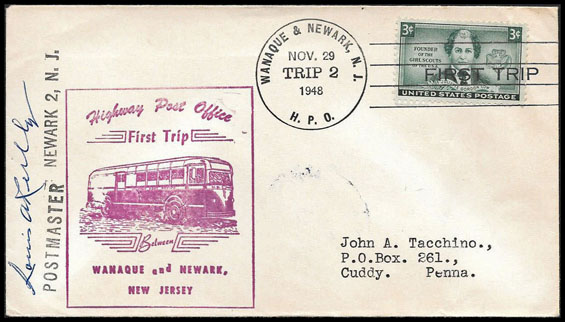 WANAQUE & NEWARK, N. J.
NOV. 29
TRIP 2
1948
H. P. O.
3¢ 3¢
FOUNDER
OF THE
GIRL SCOUTS
OF THE U.S.A.
FIRST TRIP
UNITED STATES POSTAGE
POSTMASTER NEWARK 2, N. J.
Highway Post Office
First Trip
Between
WANAQUE and NEWARK,
NEW JERSEY
John A. Tacchino.,
P.O.Box. 261.,
Cuddy. Penna.